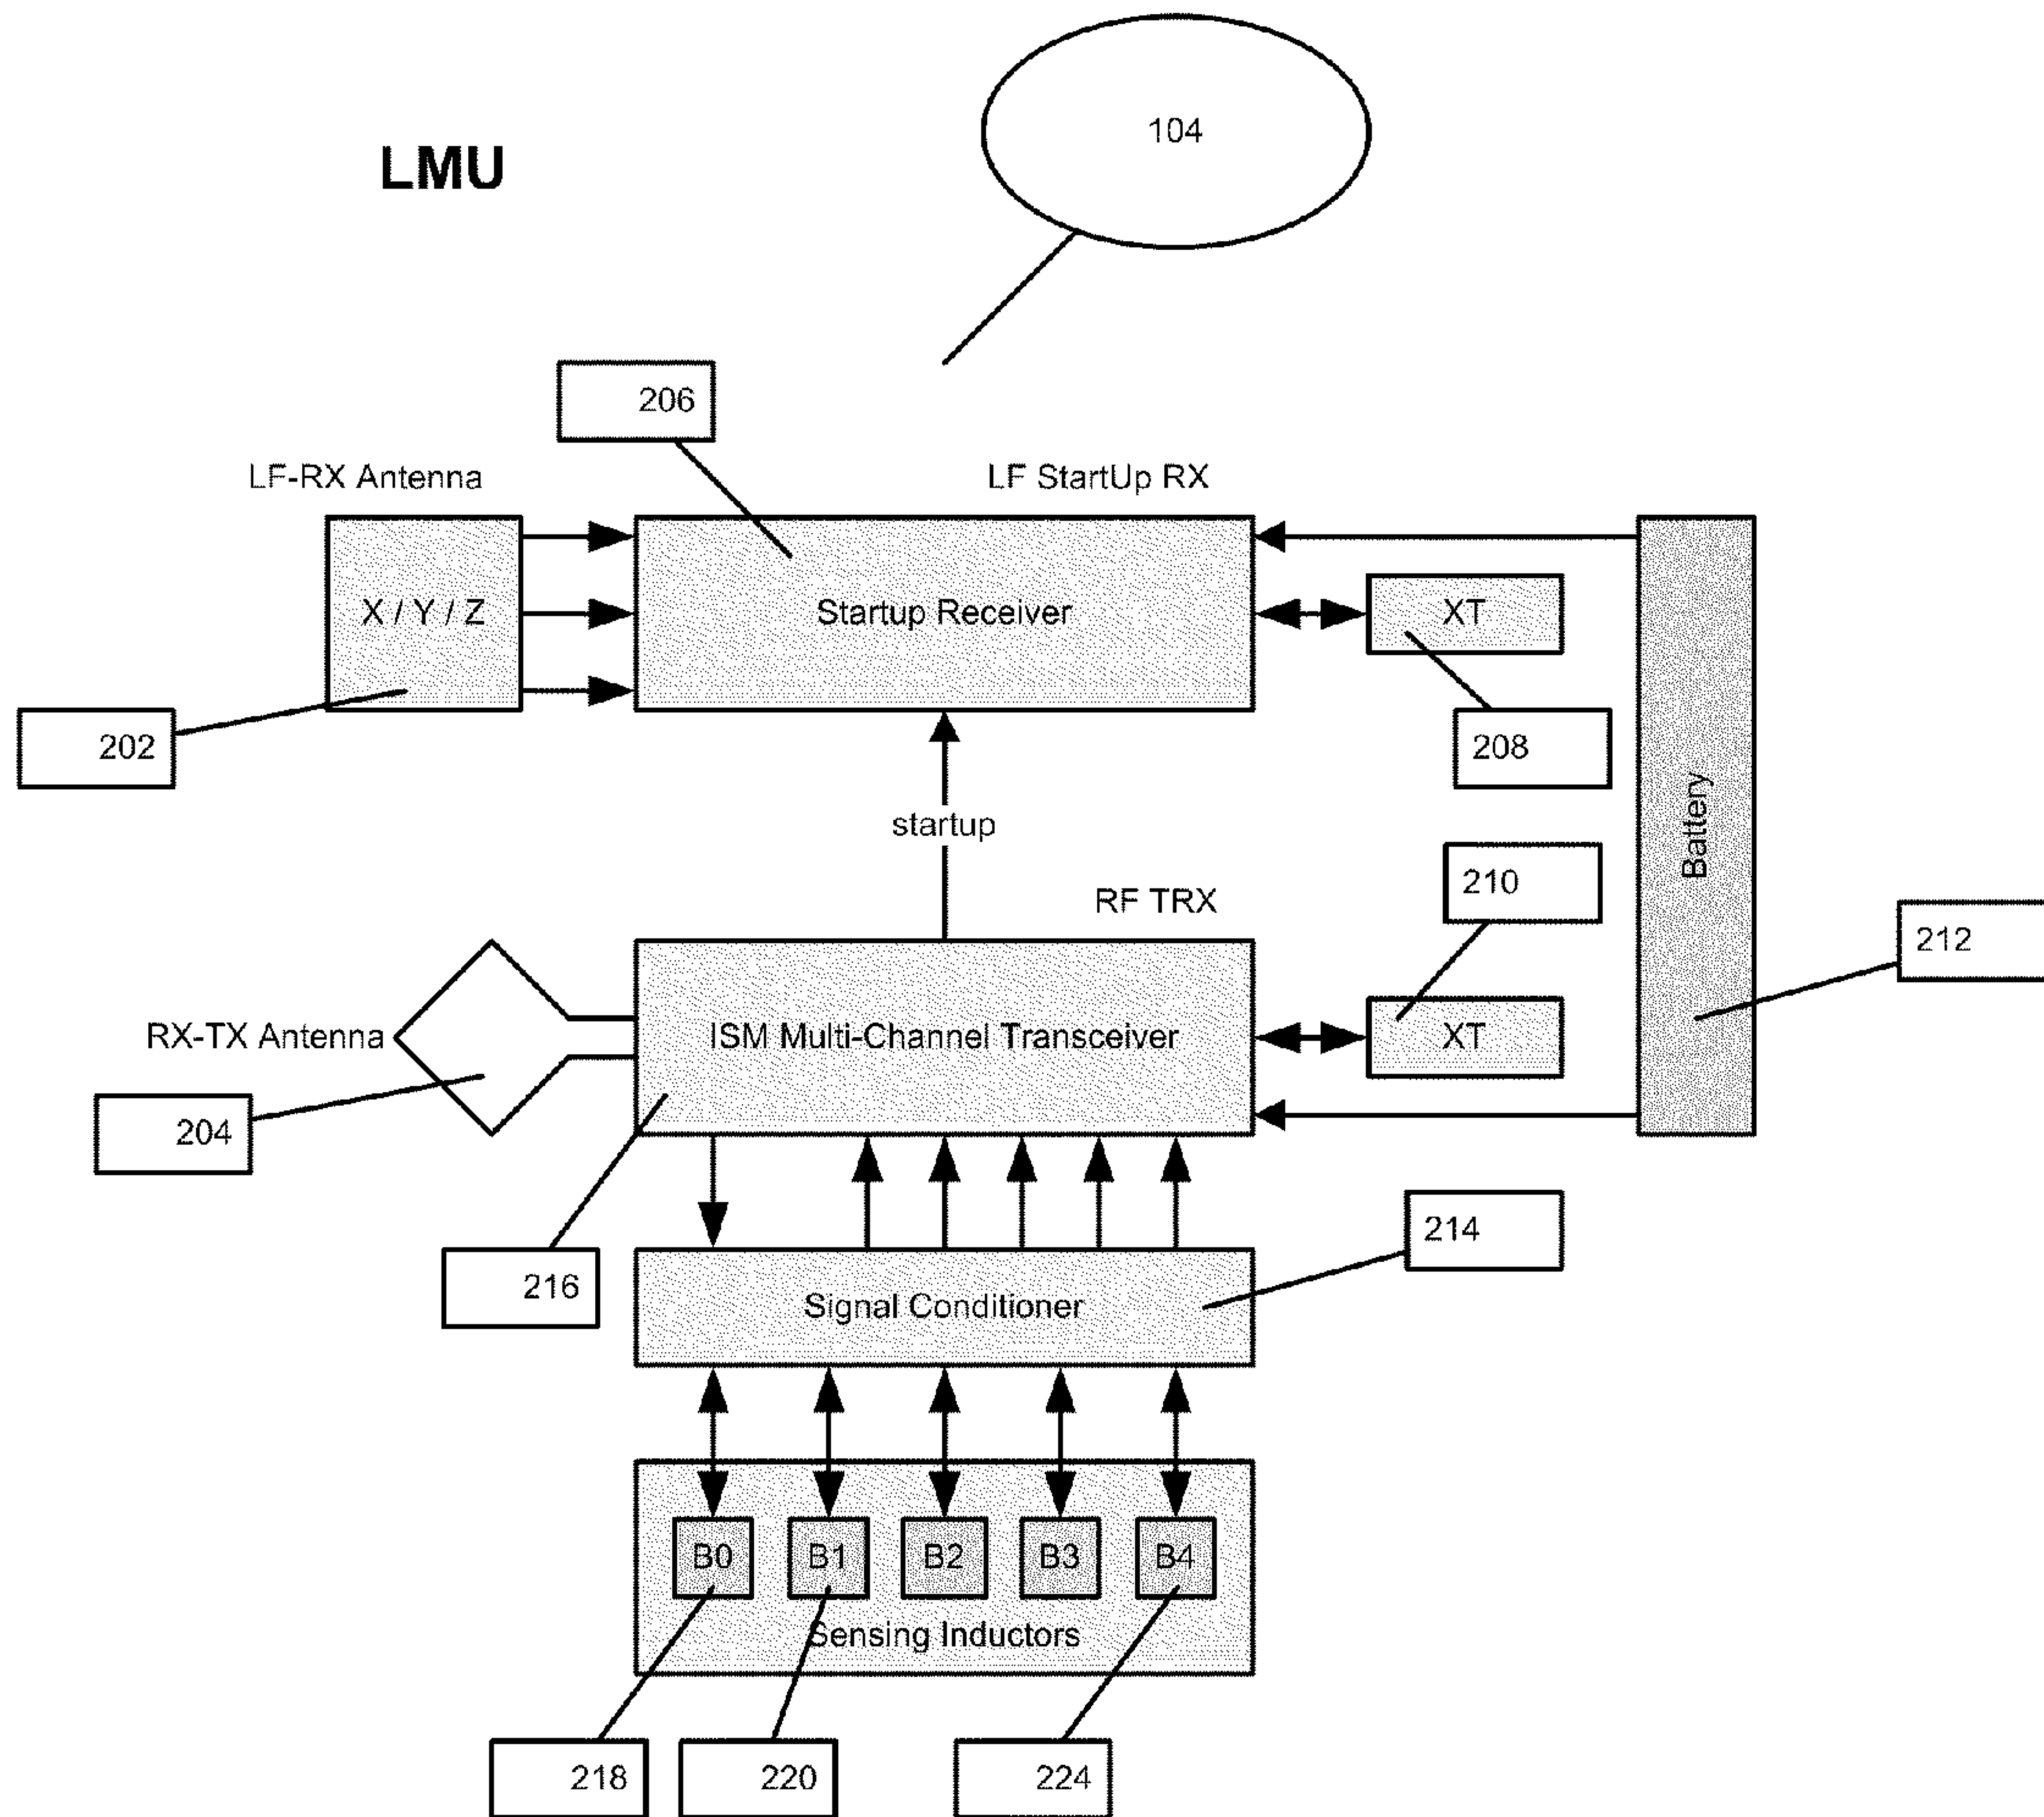 104
LMU
206
LF-RX Antenna
LF StartUp RX
X / Y / Z
Startup Receiver
XT
202
208
Battery
startup
210
RF TRX
212
RX-TX Antenna
ISM Multi-Channel Transceiver
XT
204
214
216
Signal Conditioner
B0
B1
B2
B3
B4
Sensing Inductors
218
220
224